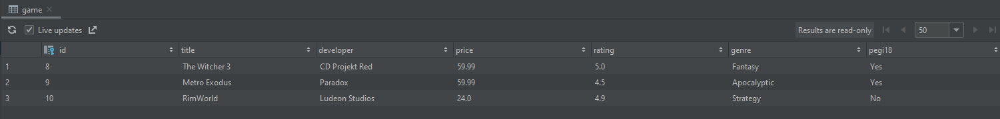 game
Live updates Results are read-only 50
id title developer price rating genre pegi18
1 8 The Witcher 3 CD Projekt Red 59.99 5.0 Fantasy Yes
2 9 Metro Exodus Paradox 59.99 4.5 Apocalyptic Yes
3 10 RimWorld Ludeon Studios 24.0 4.9 Strategy No